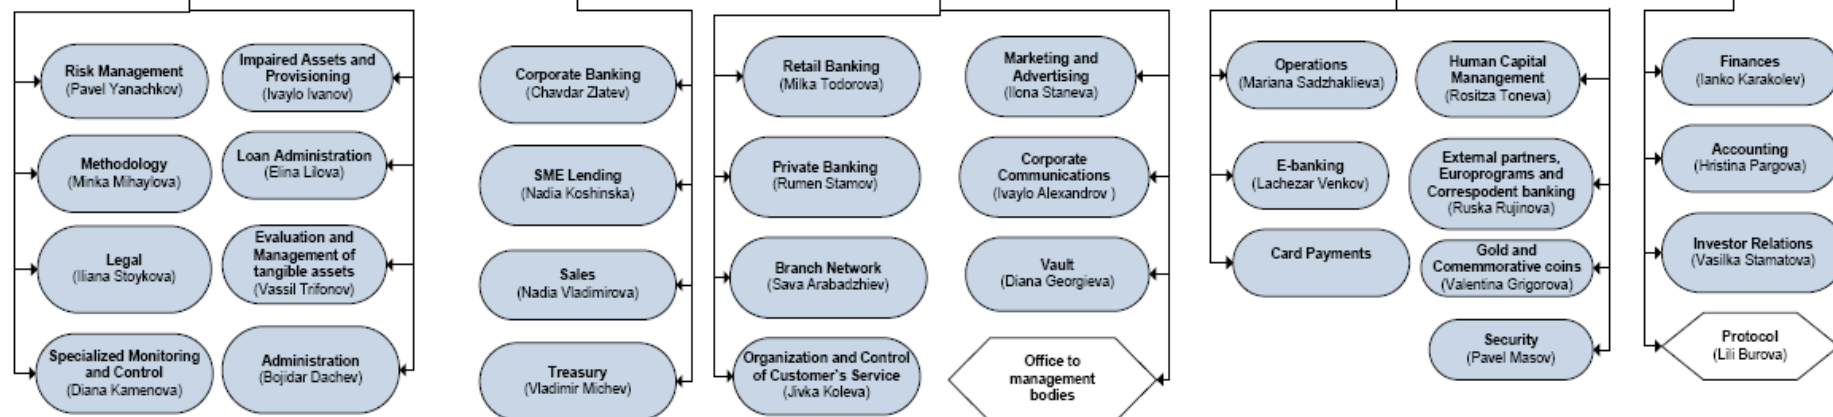 Risk Management
(Pavel Yanachkov)
Impaired Assets and
Provisioning
(Ivaylo Ivanov)
Methodology
(Minka Mihaylova)
Loan Administration
(Elina Lilova)
Legal
(Iliana Stoykova)
Evaluation and
Management of
tangible assets
(Vassil Trifonov)
Specialized Monitoring
and Control
(Diana Kamenova)
Administration
(Bojidar Dachev)
Corporate Banking
(Chavdar Zlatev)
SME Lending
(Nadia Koshinska)
Sales
(Nadia Vladimirova)
Treasury
(Vladimir Michev)
Retail Banking
(Milka Todorova)
Marketing and
Advertising
(Ilona Staneva)
Private Banking
(Rumen Stamov)
Corporate
Communications
(Ivaylo Alexandrov )
Branch Network
(Sava Arabadzhiev)
Vault
(Diana Georgieva)
Organization and Control
of Customer`s Service
(Jivka Koleva)
Office to
management
bodies
Operations
(Mariana Sadzhaklieva)
Human Capital
Mangement
(Rositza Toneva)
E-banking
(Lachezar Venkov)
External partners,
Europrograms and
Correspodent banking
(Ruska Rujinova)
Card Payments
Gold and
Comemmorative coins
(Valentina Grigorova)
Security
(Pavel Masov)
Finances
(Ianko Karakolev)
Accounting
(Hristina Pargova)
Investor Relations
(Vasilka Stamatova)
Protocol
(Lili Burova)